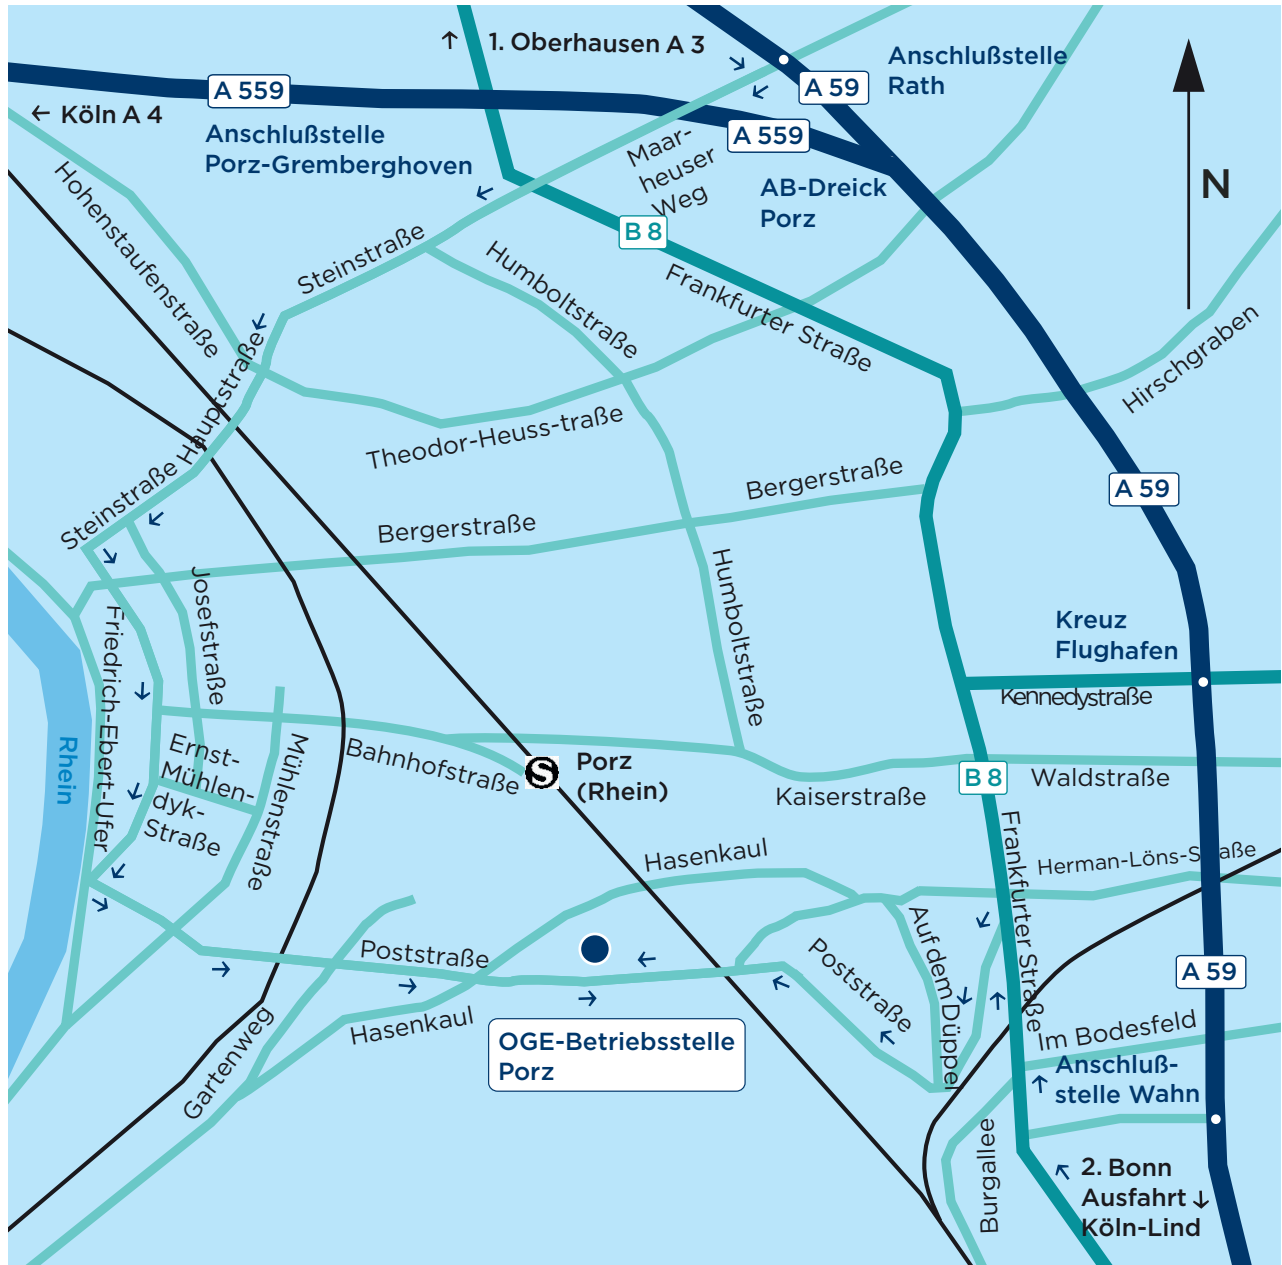 1. Oberhausen A 3
Anschlußstelle
Rath
A 559
A 59
← Köln A 4
Anschlußstelle
Porz-Gremberghoven
A 559
Maar-
heuser
Weg
AB-Dreick
Porz
N
Hohenstaufenstraße
B 8
Steinstraße
Humboltstraße
Frankfurter Straße
Hirschgraben
Hauptstraße
Theodor-Heuss-traße
Steinstraße
Bergerstraße
A 59
Bergerstraße
Josefstraße
Humboltstraße
Friedrich-Ebert-Ufer
Kreuz
Flughafen
Kennedystraße
Rhein
Ernst-
Mühlen-
dyk-
Straße
Mühlenstraße
Bahnhofstraße
S
Porz
(Rhein)
B 8
Waldstraße
Kaiserstraße
Hasenkaul
Frankfurter Straße
Herman-Löns-Straße
Poststraße
Poststraße
Auf dem Düppel
A 59
Hasenkaul
Gartenweg
OGE-Betriebsstelle
Porz
Im Bodesfeld
Anschluß-
stelle Wahn
Burgallee
2. Bonn
Ausfahrt ↓
Köln-Lind